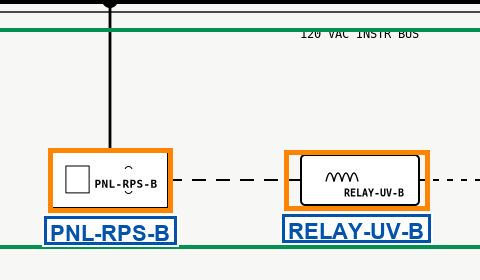 120 VAC INSTR BUS
PNL-RPS-B
RELAY-UV-B
PNL-RPS-B
RELAY-UV-B